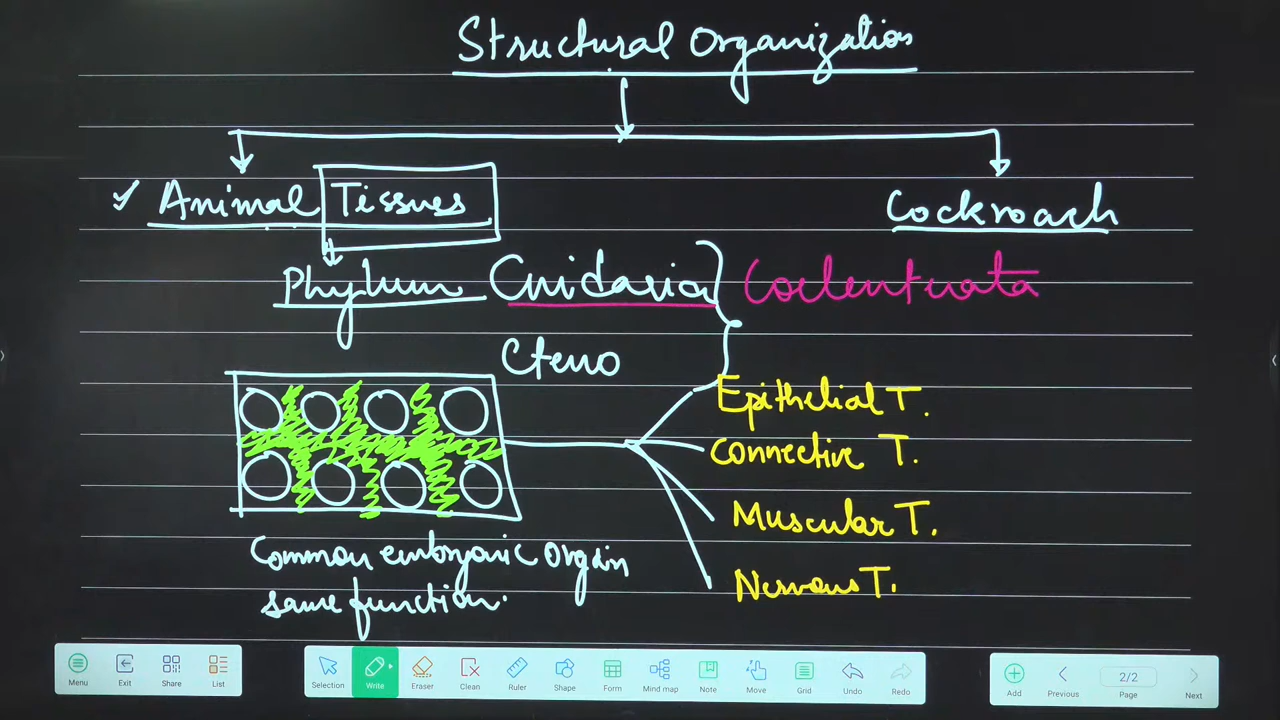 Structural Organization
Animal Tissues
Cockroach
Phylum Cnidaria Coelenterata
Cteno
Epithelial T.
Connective T.
Muscular T.
Nervous T.
Common embryonic Orgain
same function.
Menu
Exit
Share
List
Selection
Write
Eraser
Clean
Ruler
Shape
Form
Mind map
Note
Move
Grid
Undo
Redo
Add
Previous
2/2
Page
Next